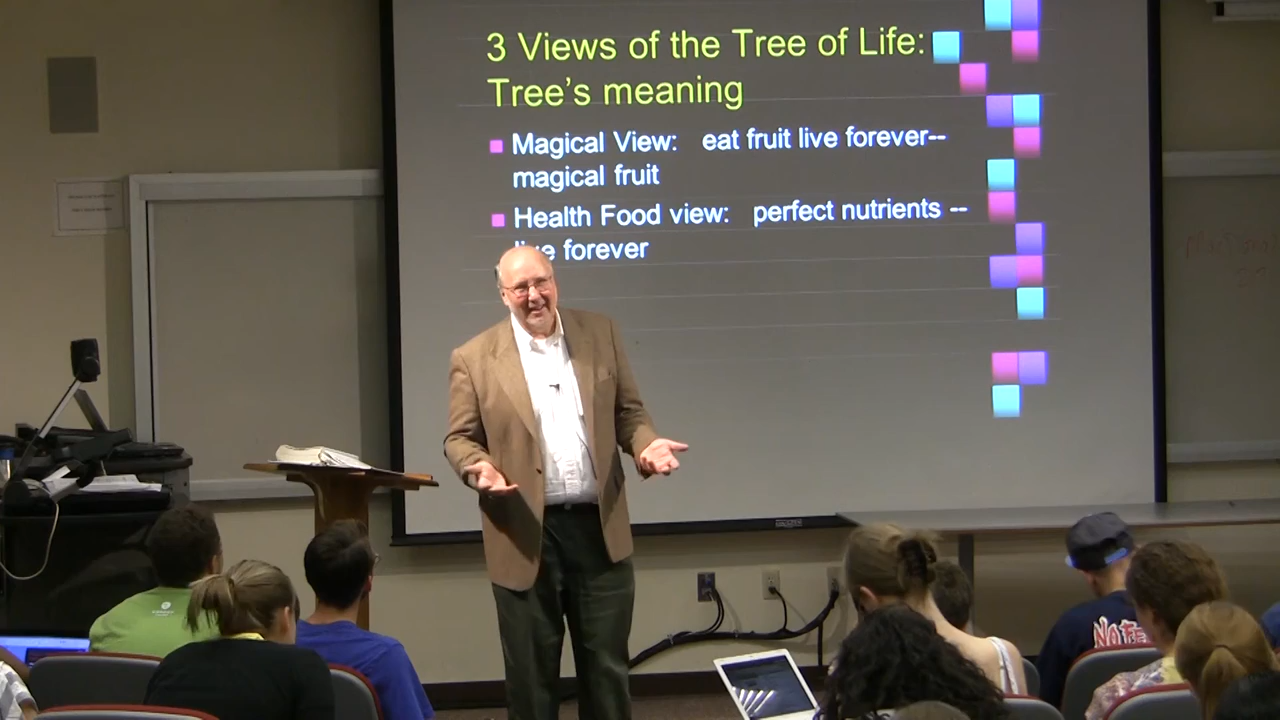 3 Views of the Tree of Life:
Tree's meaning
Magical View: eat fruit live forever--
magical fruit
Health Food view: perfect nutrients --
live forever